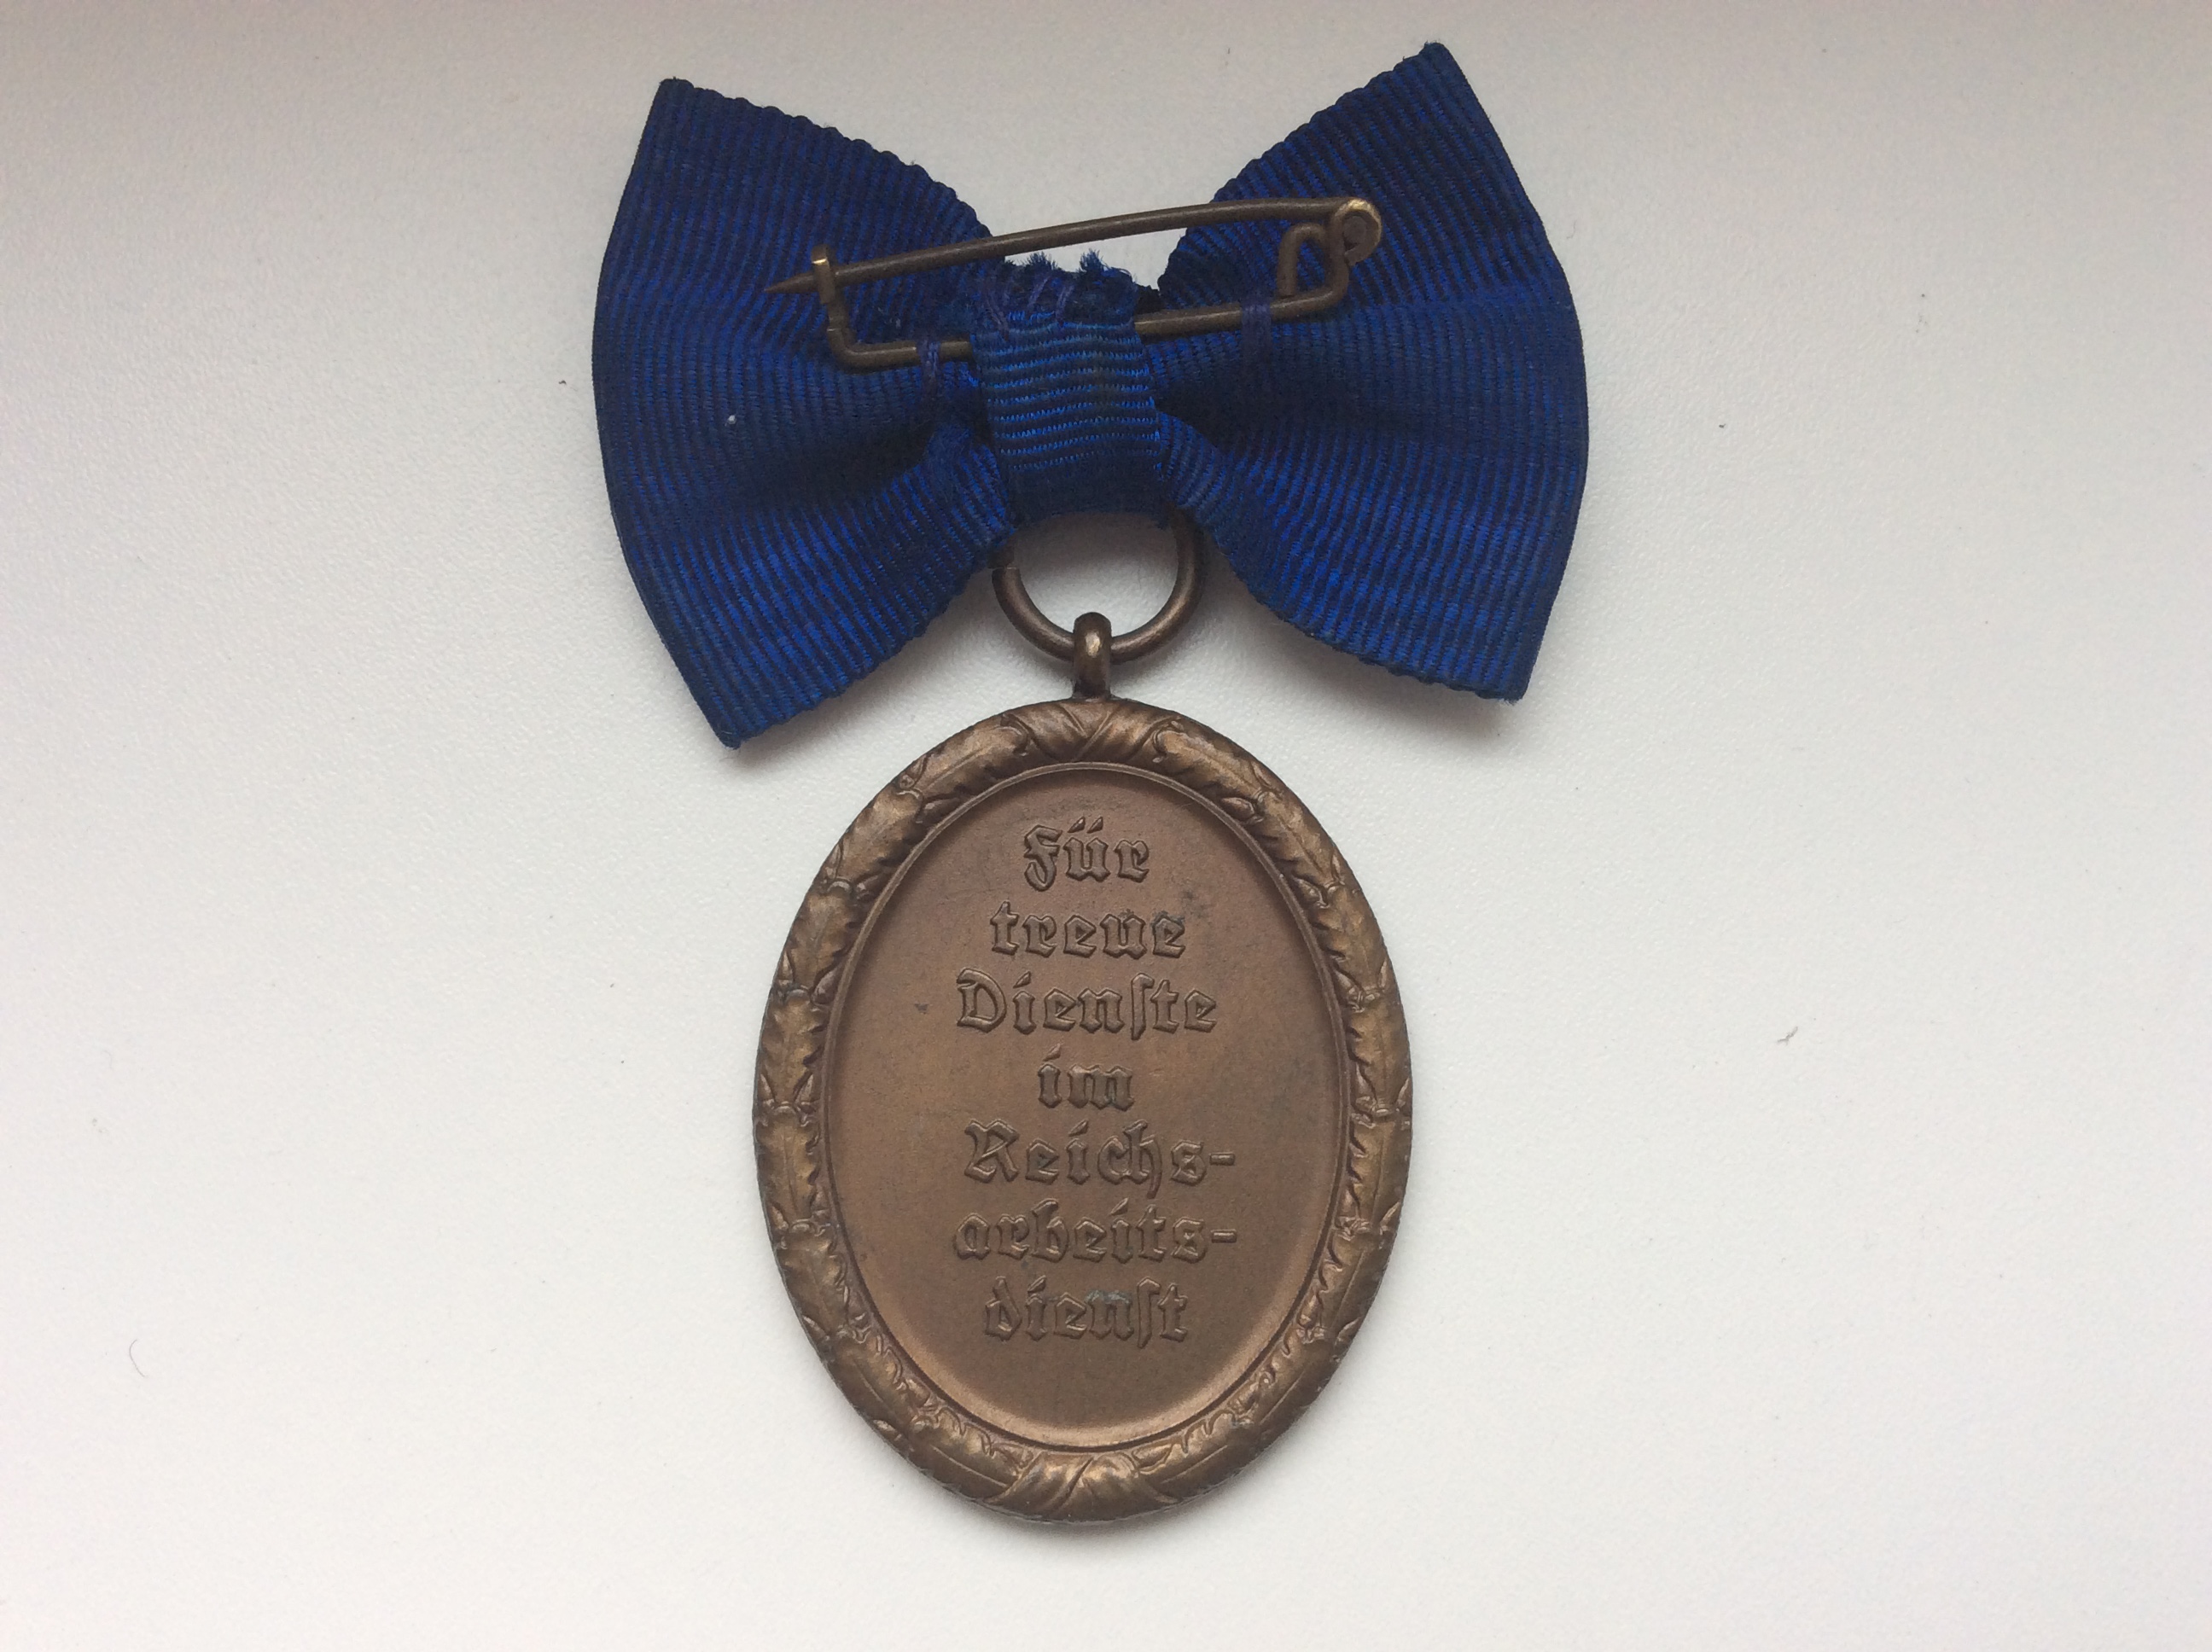 Für
treue
Dienſte
im
Reichs-
arbeits-
dienſt